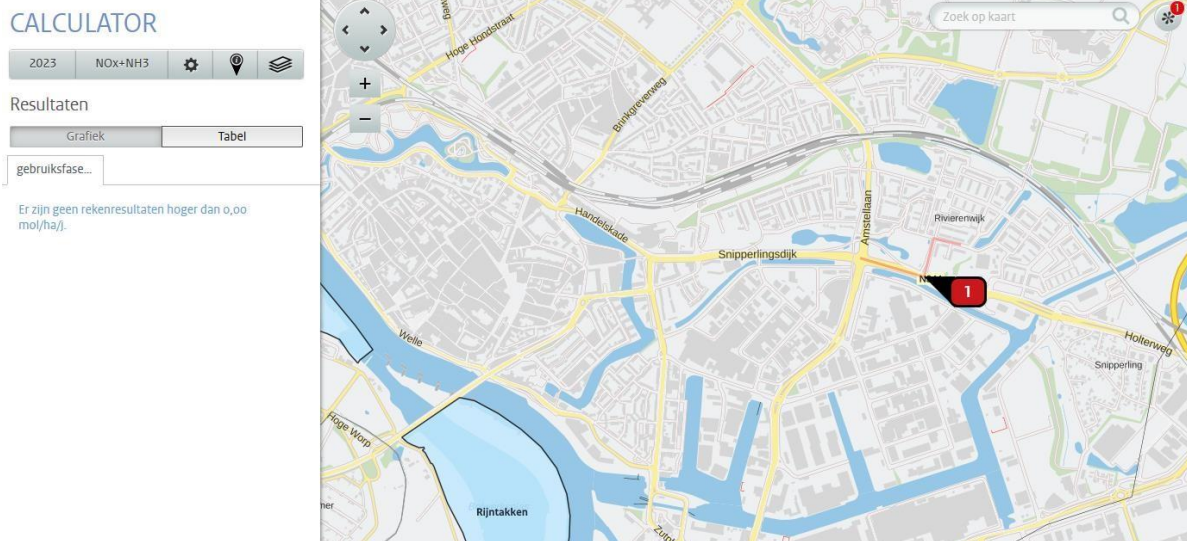 CALCULATOR
2023
NOx+NH3
Resultaten
Grafiek
Tabel
gebruiksfase...
Er zijn geen rekenresultaten hoger dan 0,00
mol/ha/j.
Zoek op kaart
1
Hoge Hondstraat
Brinkgreverweg
Handelskade
Snipperlingsdijk
Amstellaan
Rivierenwijk
1
Holterweg
Snipperling
Welle
Hoge Worp
Rijntakken